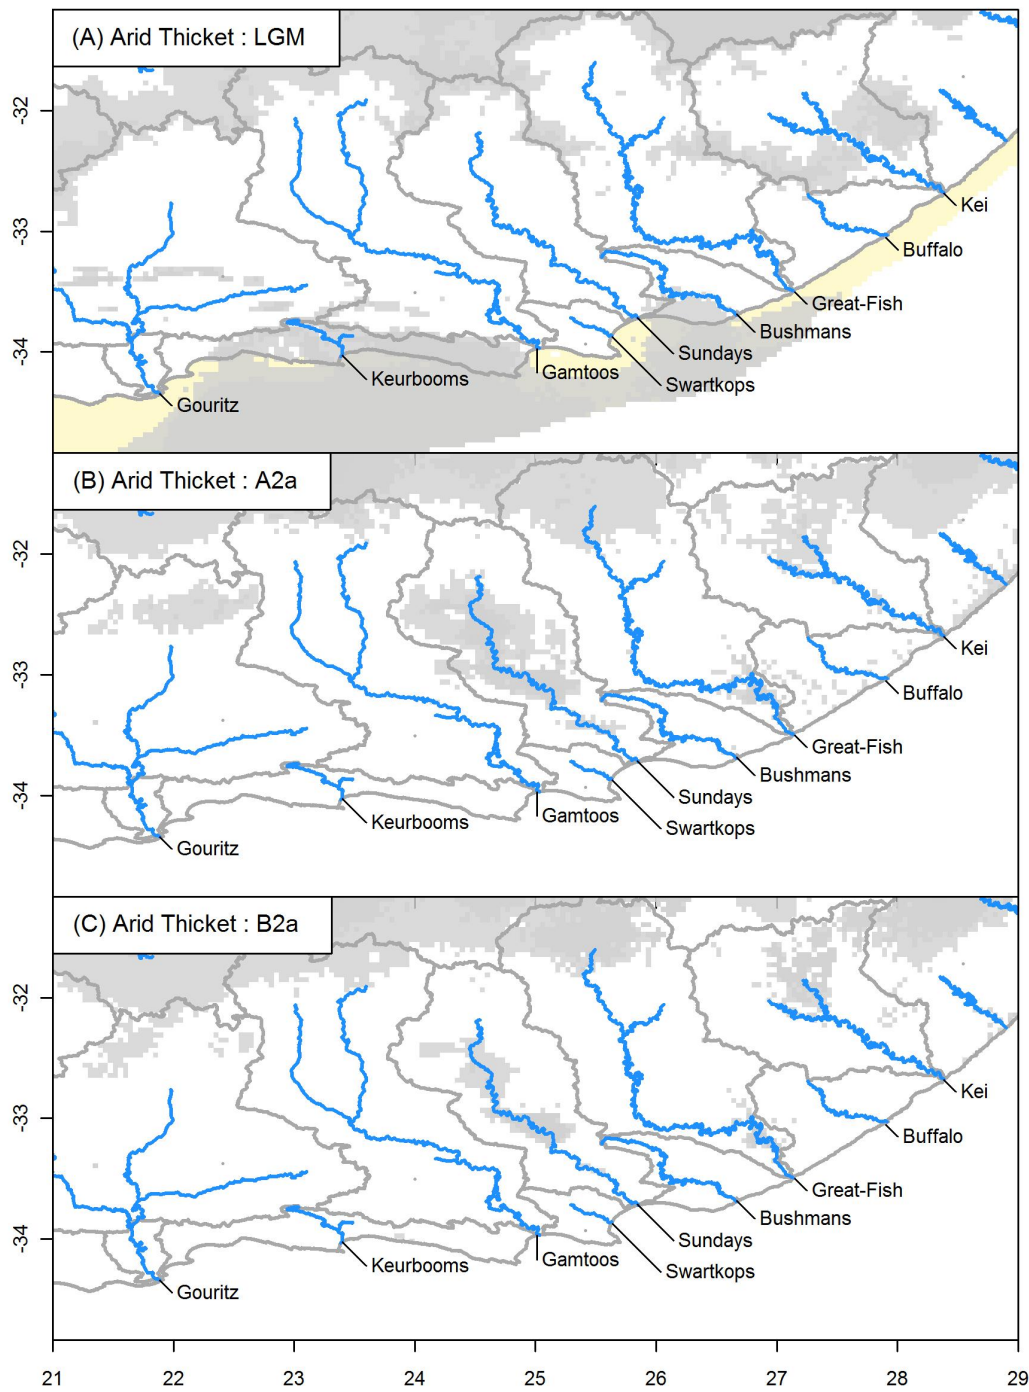 (A) Arid Thicket : LGM
-32
-33
-34
Kei
Buffalo
Great-Fish
Bushmans
Sundays
Swartkops
Gamtoos
Keurbooms
Gouritz
(B) Arid Thicket : A2a
-32
-33
-34
Kei
Buffalo
Great-Fish
Bushmans
Sundays
Swartkops
Gamtoos
Keurbooms
Gouritz
(C) Arid Thicket : B2a
-32
-33
-34
Kei
Buffalo
Great-Fish
Bushmans
Sundays
Swartkops
Gamtoos
Keurbooms
Gouritz
21 22 23 24 25 26 27 28 29